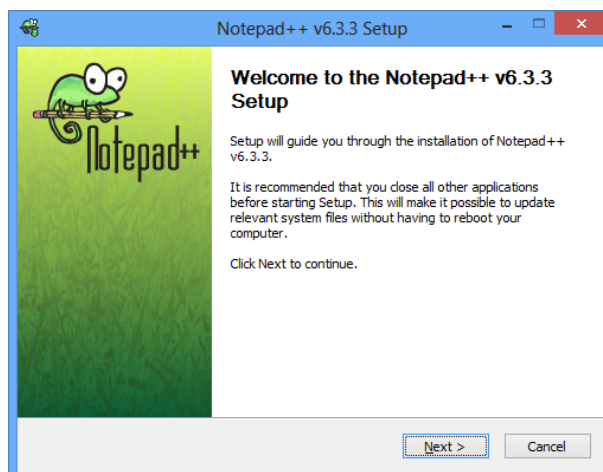 Notepad++ v6.3.3 Setup
Notepad++
Welcome to the Notepad++ v6.3.3
Setup
Setup will guide you through the installation of Notepad++
v6.3.3.
It is recommended that you close all other applications
before starting Setup. This will make it possible to update
relevant system files without having to reboot your
computer.
Click Next to continue.
Next >
Cancel